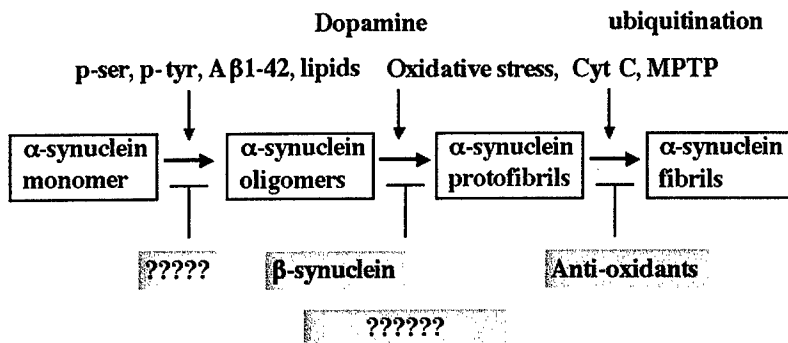 Dopamine ubiquitination
p-ser, p- tyr, Aβ1-42, lipids Oxidative stress, Cyt C, MPTP
α-synuclein α-synuclein α-synuclein α-synuclein
monomer oligomers protofibrils fibrils
????? β-synuclein Anti-oxidants
??????